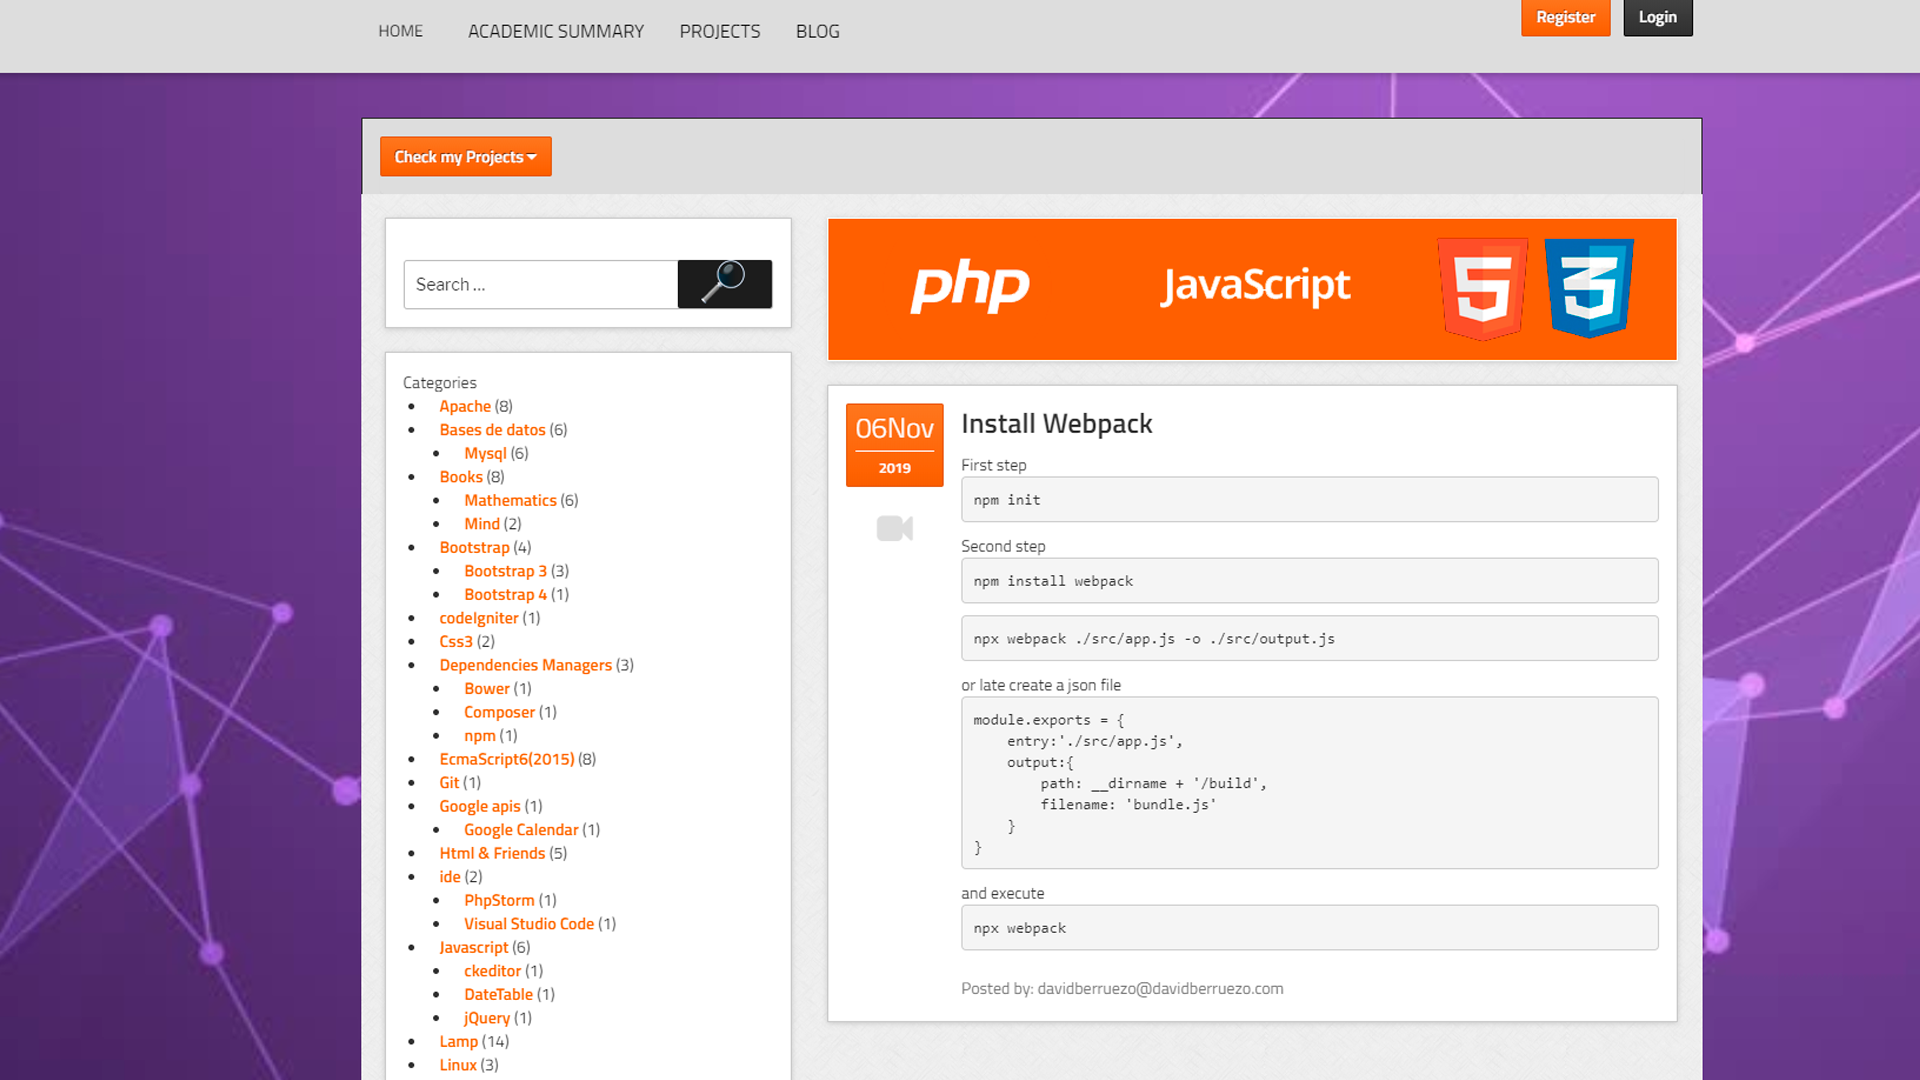 HOME ACADEMIC SUMMARY PROJECTS BLOG Register Login
Check my Projects
Search ...
Categories
Apache (8)
Bases de datos (6)
Mysql (6)
Books (8)
Mathematics (6)
Mind (2)
Bootstrap (4)
Bootstrap 3 (3)
Bootstrap 4 (1)
codeIgniter (1)
Css3 (2)
Dependencies Managers (3)
Bower (1)
Composer (1)
npm (1)
EcmaScript6(2015) (8)
Git (1)
Google apis (1)
Google Calendar (1)
Html & Friends (5)
ide (2)
PhpStorm (1)
Visual Studio Code (1)
Javascript (6)
ckeditor (1)
DateTable (1)
jQuery (1)
Lamp (14)
Linux (3)
php JavaScript 5 3
06Nov
2019
Install Webpack
First step
npm init
Second step
npm install webpack
npx webpack ./src/app.js -o ./src/output.js
or late create a json file
module.exports = {
entry:'./src/app.js',
output:{
path: __dirname + '/build',
filename: 'bundle.js'
}
}
and execute
npx webpack
Posted by: davidberruezo@davidberruezo.com